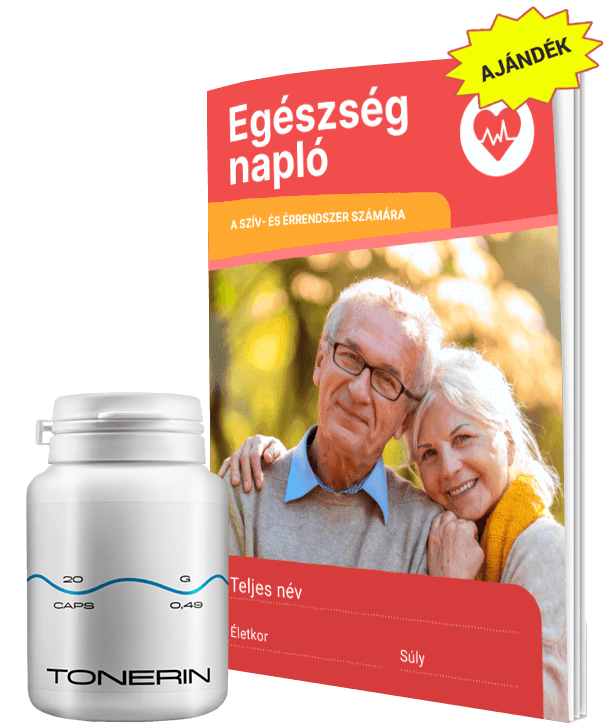 AJÁNDÉK
Egészség
napló
A SZÍV- ÉS ÉRRENDSZER SZÁMÁRA
Teljes név
Életkor
Súly
20 G
CAPS 0,49
TONERIN